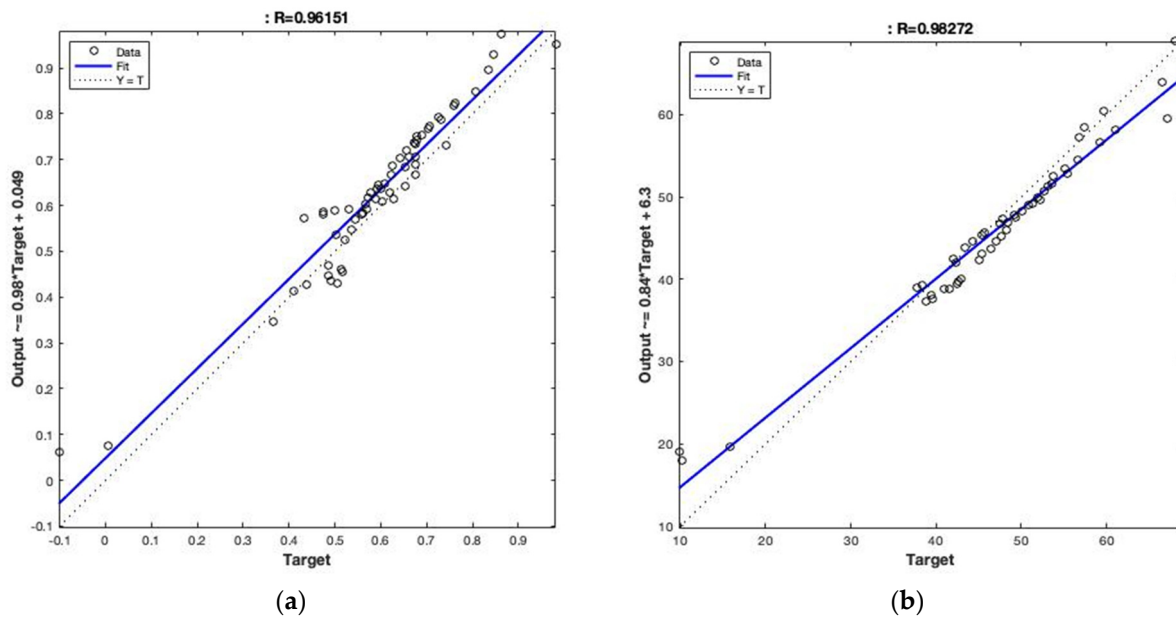 : R=0.96151
Data
Fit
Y = T
Output ~= 0.98*Target + 0.049
0.9
0.8
0.7
0.6
0.5
0.4
0.3
0.2
0.1
0
-0.1
-0.1 0 0.1 0.2 0.3 0.4 0.5 0.6 0.7 0.8 0.9
Target
(a)
: R=0.98272
Data
Fit
Y = T
Output ~= 0.84*Target + 6.3
60
50
40
30
20
10
10 20 30 40 50 60
Target
(b)